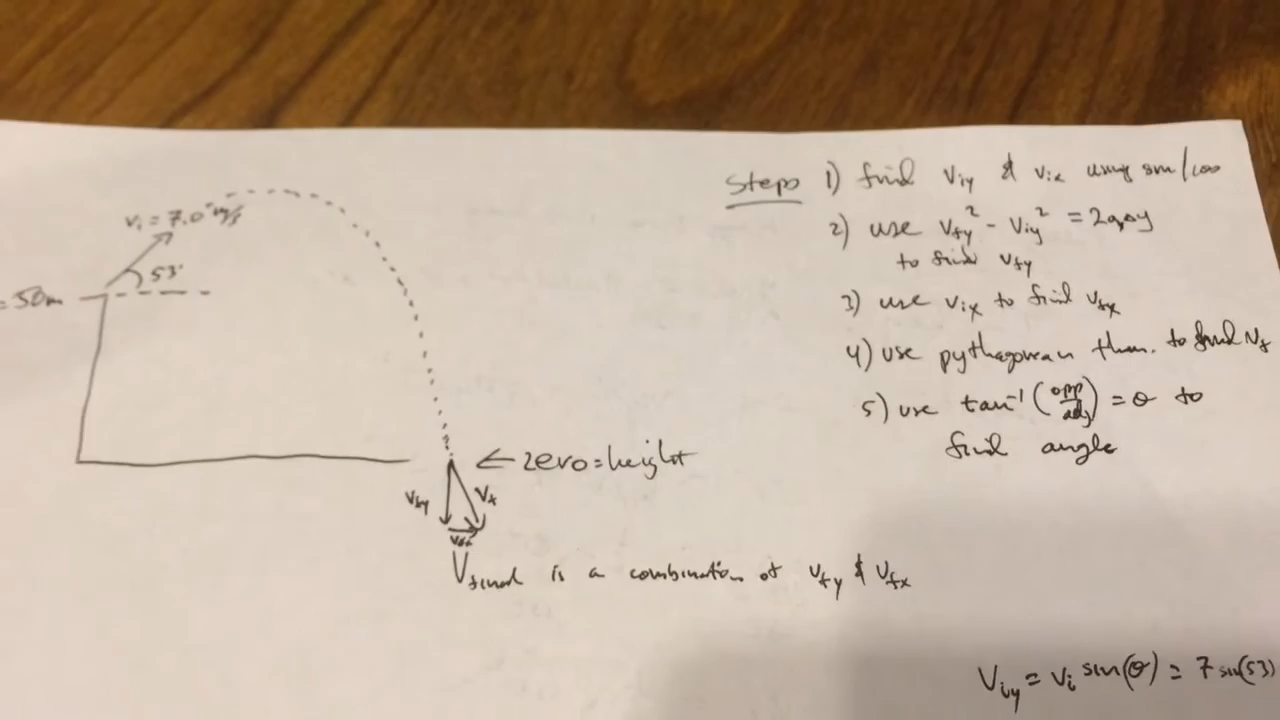 Steps 1) find viy & vix using sin/cos
2) use vfy² - viy² = 2a∆y
to find vfy
3) use vix to find vfx
4) use pythagorean thm. to find Vf
5) use tan⁻¹ (opp/adj) = θ to
find angle
vi = 7.0 m/s
53°
= 50m
← zero=height
vfy vf
vfx
Vfinal is a combination of vfy & vfx
Viy = vi sin(θ) = 7 sin(53)